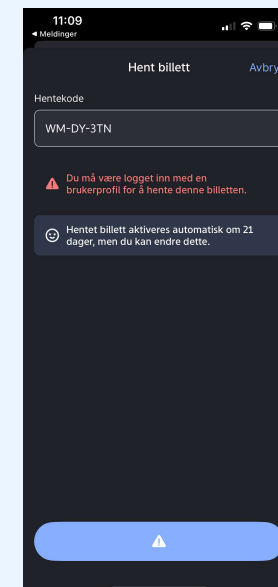 11:09
Meldinger
Hent billett
Avbry
Hentekode
WM-DY-3TN
Du må være logget inn med en
brukerprofil for å hente denne billetten.
Hentet billett aktiveres automatisk om 21
dager, men du kan endre dette.